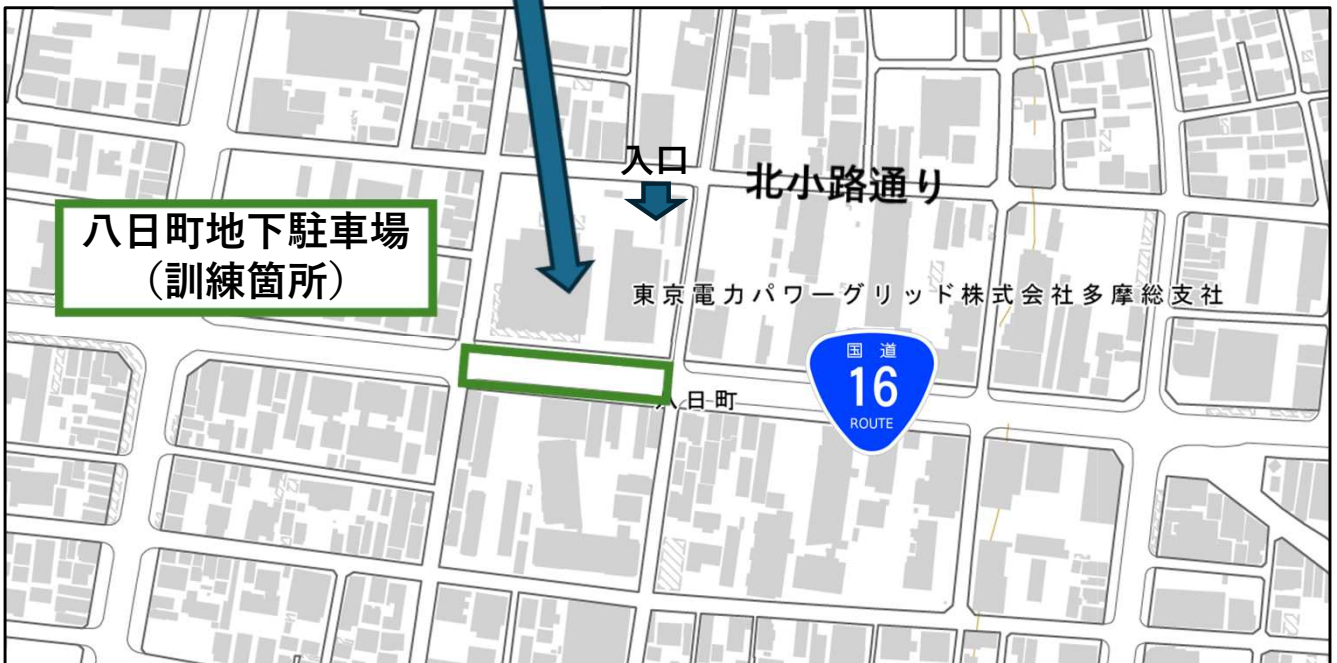 入口
北小路通り
八日町地下駐車場
（訓練箇所）
東京電力パワーグリッド株式会社多摩総支社
国道
16
ROUTE
八日町